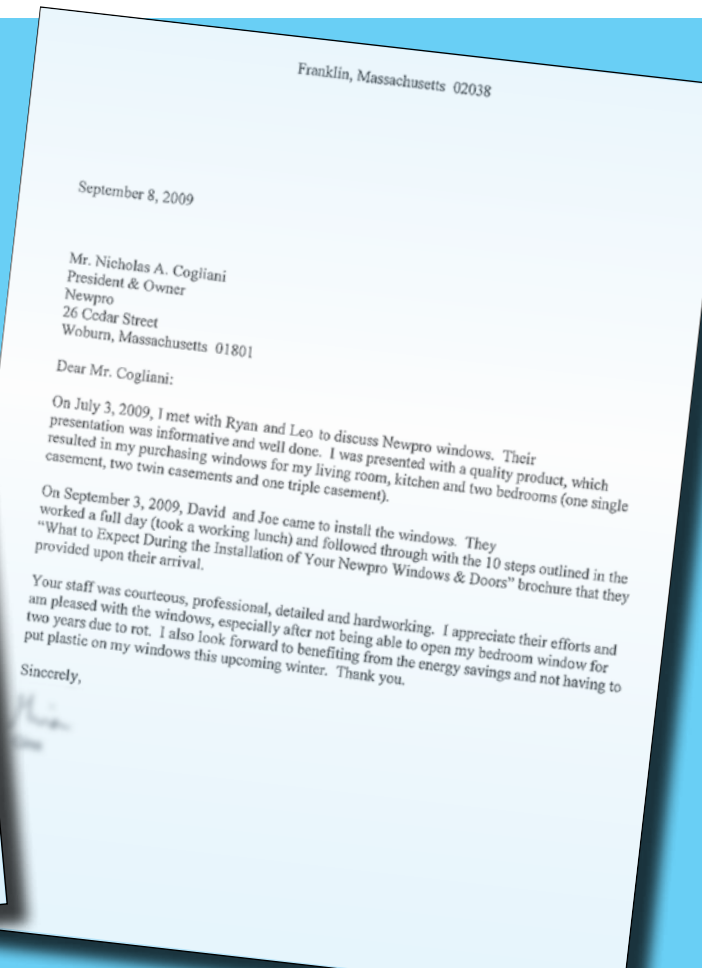 Franklin, Massachusetts 02038
September 8, 2009
Mr. Nicholas A. Cogliani
President & Owner
Newpro
26 Cedar Street
Woburn, Massachusetts 01801
Dear Mr. Cogliani:
On July 3, 2009, I met with Ryan and Leo to discuss Newpro windows. Their
presentation was informative and well done. I was presented with a quality product, which
resulted in my purchasing windows for my living room, kitchen and two bedrooms (one single
casement, two twin casements and one triple casement).
On September 3, 2009, David and Joe came to install the windows. They
worked a full day (took a working lunch) and followed through with the 10 steps outlined in the
“What to Expect During the Installation of Your Newpro Windows & Doors” brochure that they
provided upon their arrival.
Your staff was courteous, professional, detailed and hardworking. I appreciate their efforts and
am pleased with the windows, especially after not being able to open my bedroom window for
two years due to rot. I also look forward to benefiting from the energy savings and not having to
put plastic on my windows this upcoming winter. Thank you.
Sincerely,